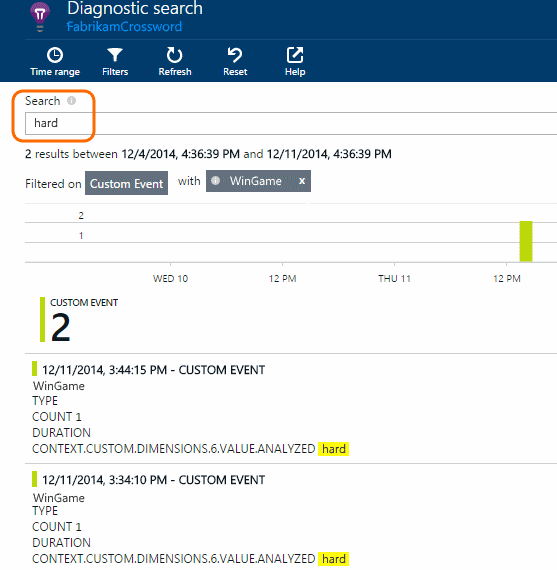 Diagnostic search
FabrikamCrossword
Time range Filters Refresh Reset Help
Search
hard
2 results between 12/4/2014, 4:36:39 PM and 12/11/2014, 4:36:39 PM
Filtered on Custom Event with WinGame x
2
1
WED 10 12 PM THU 11 12 PM
CUSTOM EVENT
2
12/11/2014, 3:44:15 PM - CUSTOM EVENT
WinGame
TYPE
COUNT 1
DURATION
CONTEXT.CUSTOM.DIMENSIONS.6.VALUE.ANALYZED hard
12/11/2014, 3:34:10 PM - CUSTOM EVENT
WinGame
TYPE
COUNT 1
DURATION
CONTEXT.CUSTOM.DIMENSIONS.6.VALUE.ANALYZED hard